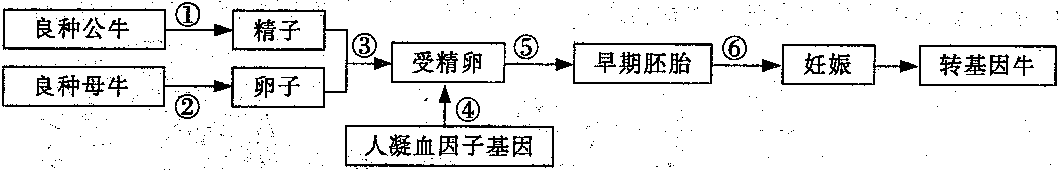 良种公牛 ① 精子
③ 受精卵 ⑤ 早期胚胎 ⑥ 妊娠 转基因牛
良种母牛 ② 卵子
④
人凝血因子基因